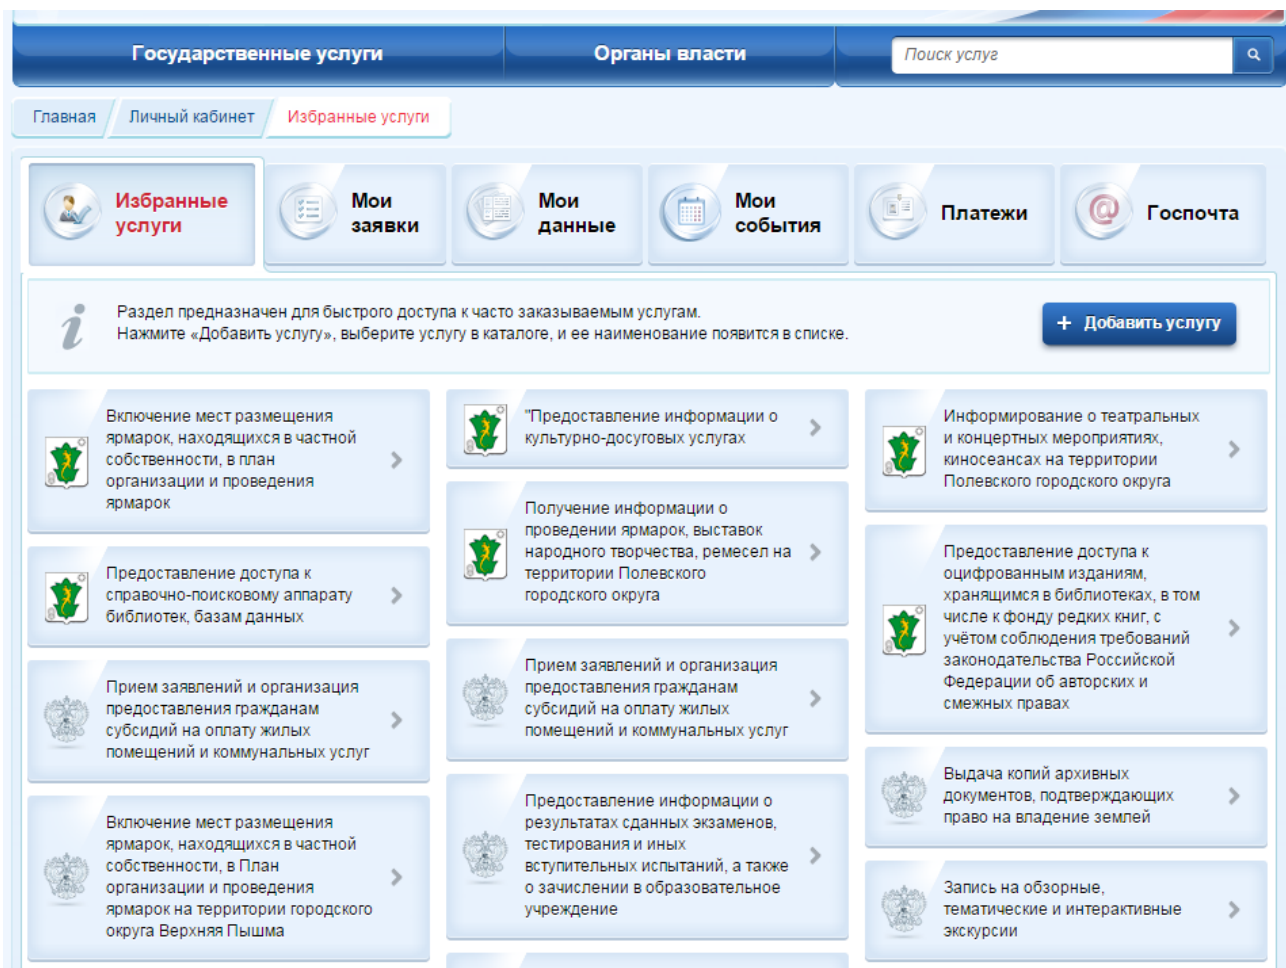 Государственные услуги
Органы власти
Поиск услуг
Главная
Личный кабинет
Избранные услуги
Избранные
услуги
Мои
заявки
Мои
данные
Мои
события
Платежи
Госпочта
Раздел предназначен для быстрого доступа к часто заказываемым услугам.
Нажмите «Добавить услугу», выберите услугу в каталоге, и ее наименование появится в списке.
+ Добавить услугу
Включение мест размещения
ярмарок, находящихся в частной
собственности, в план
организации и проведения
ярмарок
Предоставление доступа к
справочно-поисковому аппарату
библиотек, базам данных
Прием заявлений и организация
предоставления гражданам
субсидий на оплату жилых
помещений и коммунальных услуг
Включение мест размещения
ярмарок, находящихся в частной
собственности, в План
организации и проведения
ярмарок на территории городского
округа Верхняя Пышма
"Предоставление информации о
культурно-досуговых услугах
Получение информации о
проведении ярмарок, выставок
народного творчества, ремесел на
территории Полевского
городского округа
Прием заявлений и организация
предоставления гражданам
субсидий на оплату жилых
помещений и коммунальных услуг
Предоставление информации о
результатах сданных экзаменов,
тестирования и иных
вступительных испытаний, а также
о зачислении в образовательное
учреждение
Информирование о театральных
и концертных мероприятиях,
киносеансах на территории
Полевского городского округа
Предоставление доступа к
оцифрованным изданиям,
хранящимся в библиотеках, в том
числе к фонду редких книг, с
учётом соблюдения требований
законодательства Российской
Федерации об авторских и
смежных правах
Выдача копий архивных
документов, подтверждающих
право на владение землей
Запись на обзорные,
тематические и интерактивные
экскурсии